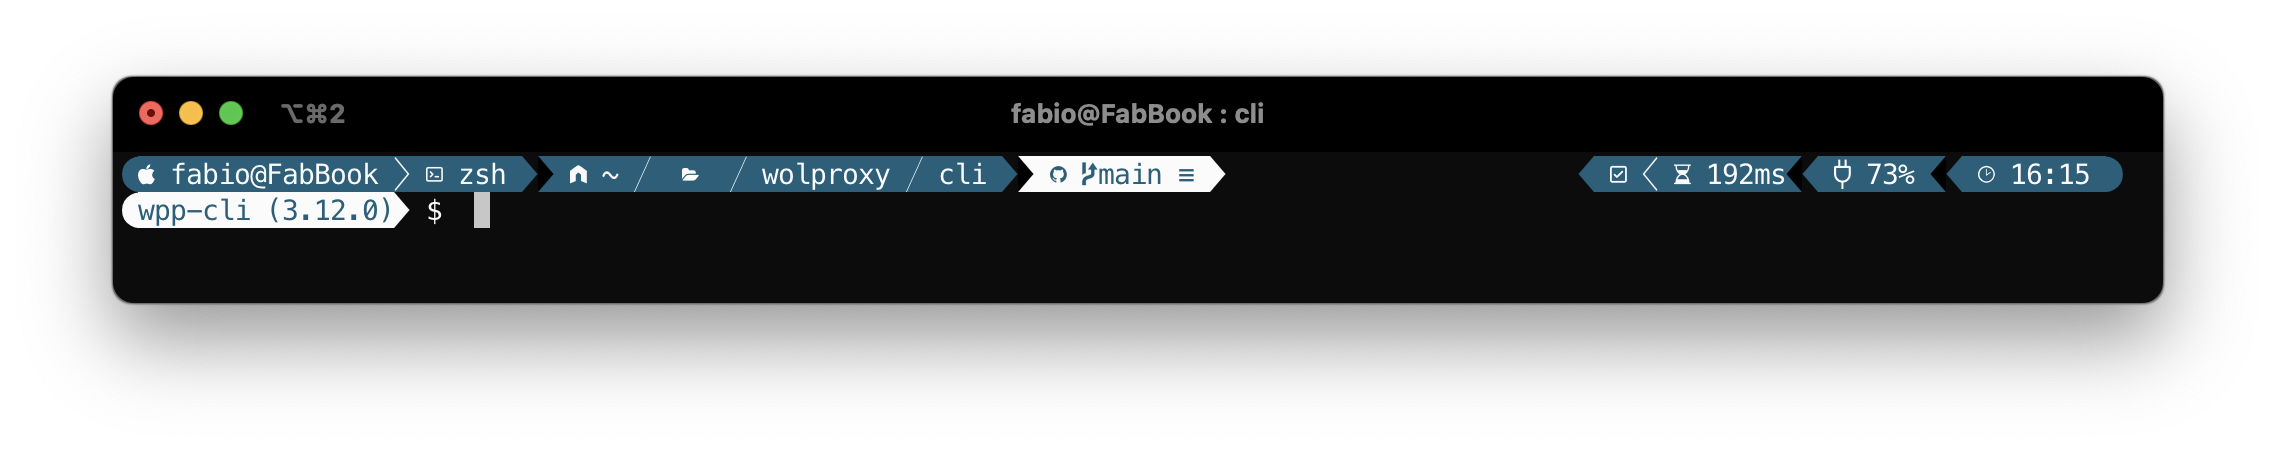 ⌥⌘2 fabio@FabBook : cli
fabio@FabBook zsh ~ wolproxy cli main ≡ 192ms 73% 16:15
wpp-cli (3.12.0) $